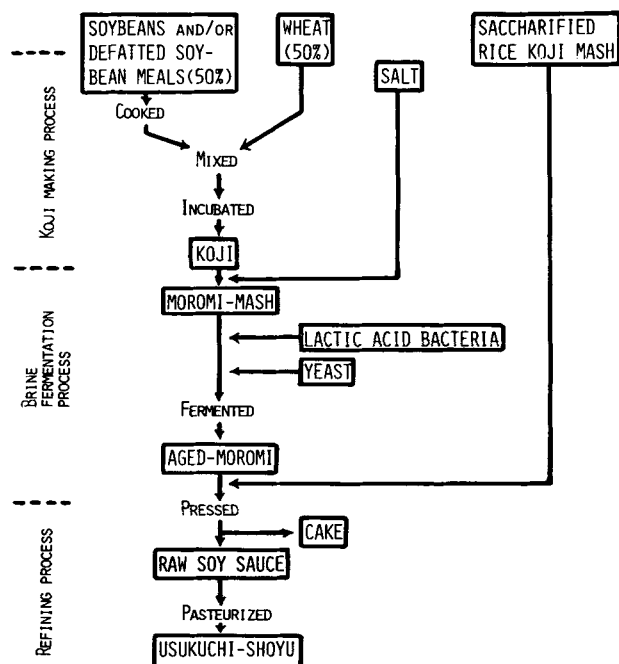 SOYBEANS AND/OR
DEFATTED SOY-
BEAN MEALS(50%)
WHEAT
(50%)
SALT
SACCHARIFIED
RICE KOJI MASH
COOKED
MIXED
INCUBATED
KOJI
MOROMI-MASH
LACTIC ACID BACTERIA
YEAST
FERMENTED
AGED-MOROMI
PRESSED
CAKE
RAW SOY SAUCE
PASTEURIZED
USUKUCHI-SHOYU
KOJI MAKING PROCESS
BRINE
FERMENTATION
PROCESS
REFINING PROCESS